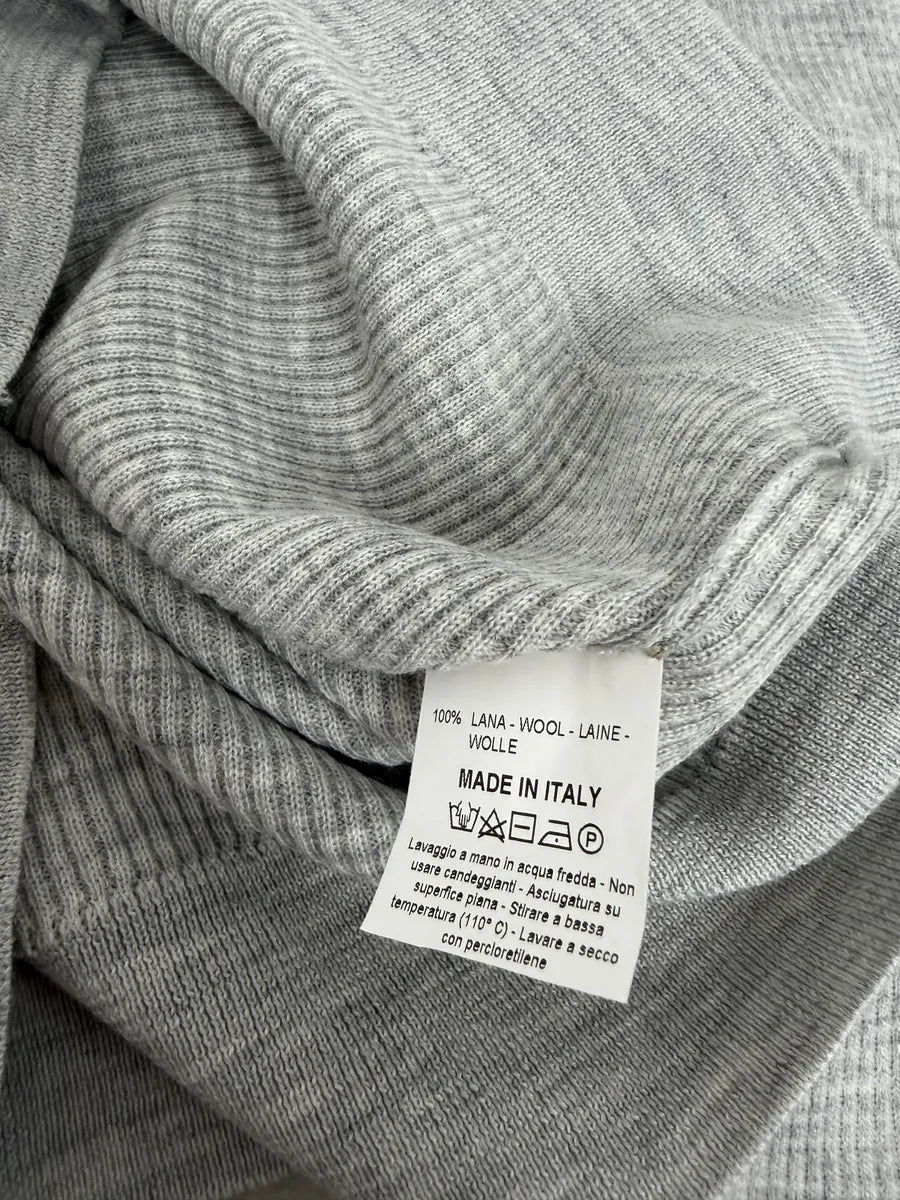 100% LANA - WOOL - LAINE -
WOLLE
MADE IN ITALY
P
Lavaggio a mano in acqua fredda - Non
usare candeggianti - Asciugatura su
superfice piana - Stirare a bassa
temperatura (110° C) - Lavare a secco
con percloretilene